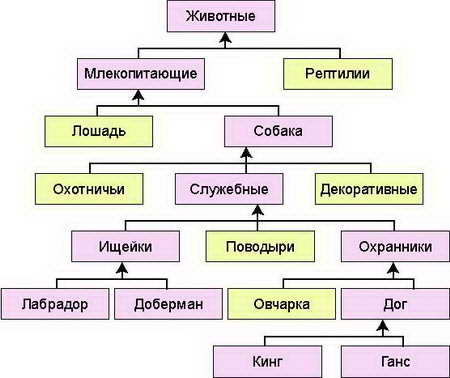 Животные
Млекопитающие
Рептилии
Лошадь
Собака
Охотничьи
Служебные
Декоративные
Ищейки
Поводыри
Охранники
Лабрадор
Доберман
Овчарка
Дог
Кинг
Ганс